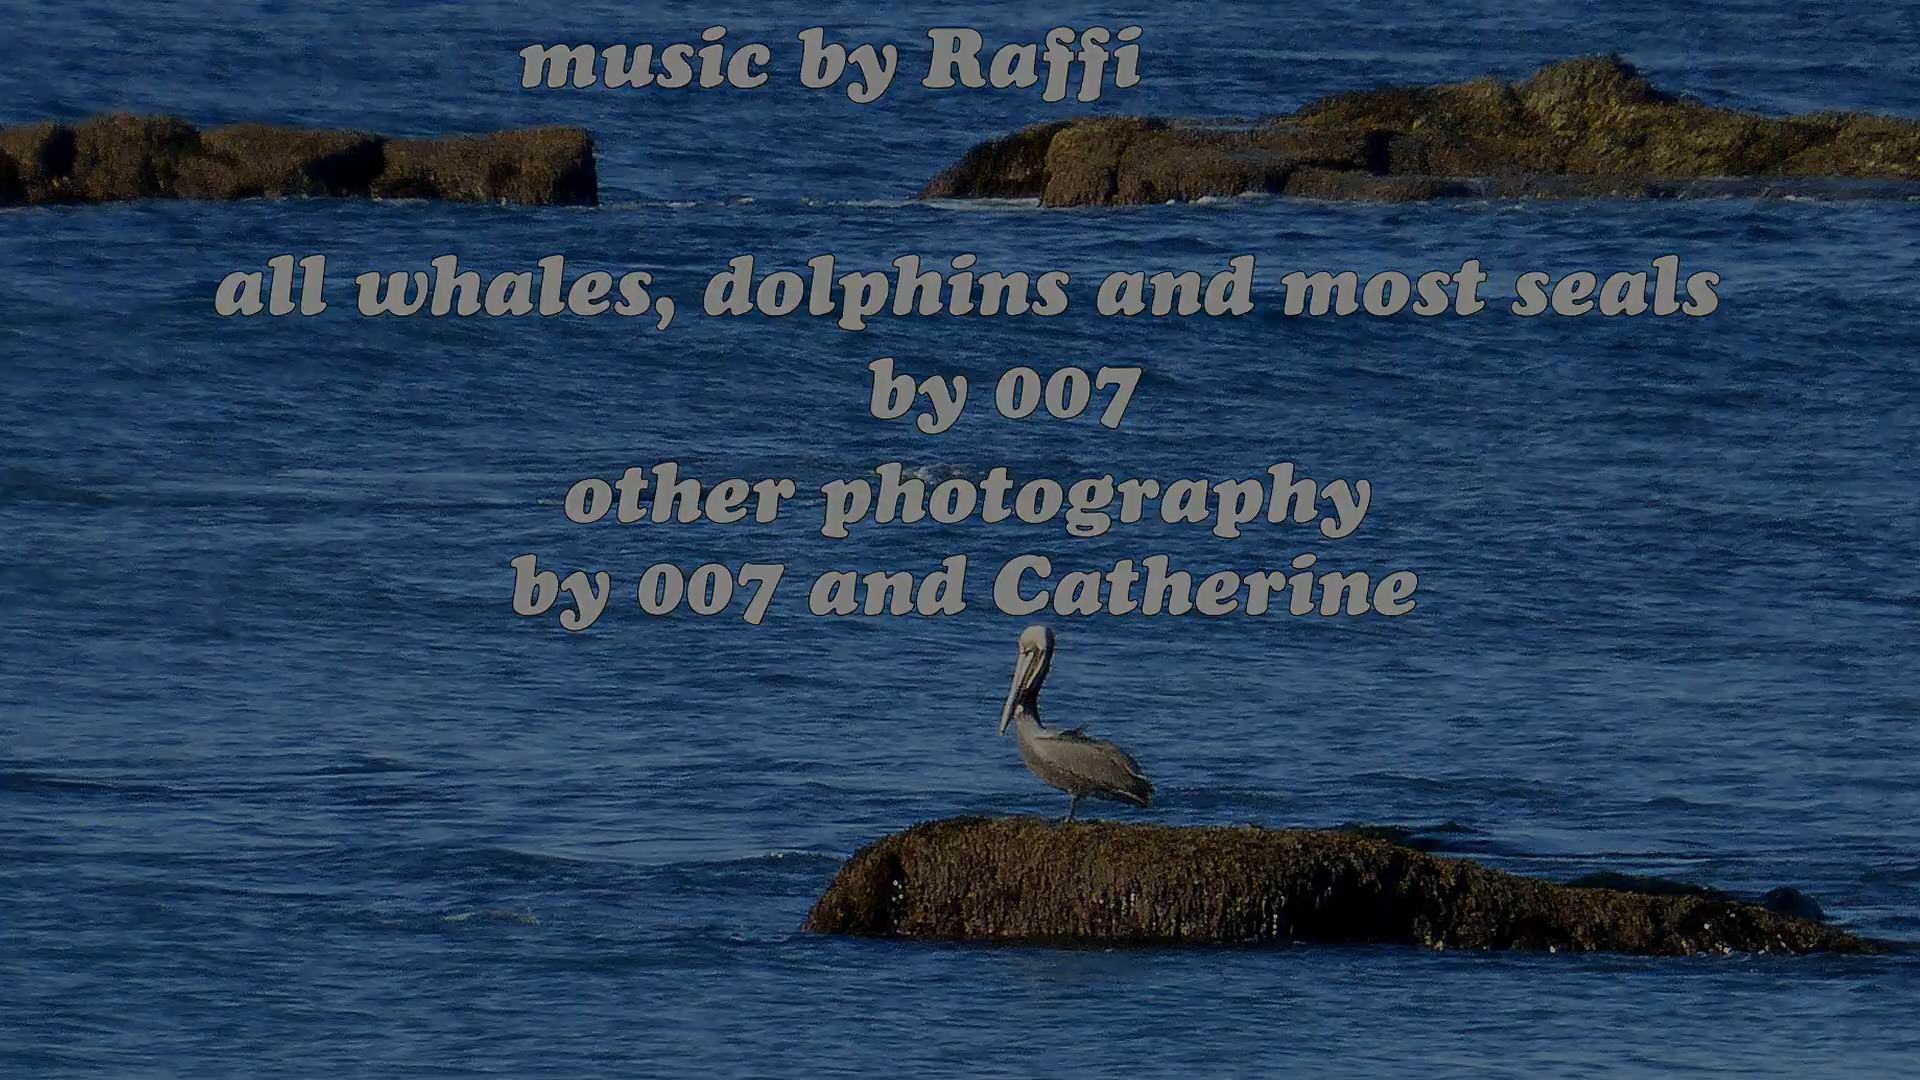 music by Raffi
all whales, dolphins and most seals
by 007
other photography
by 007 and Catherine